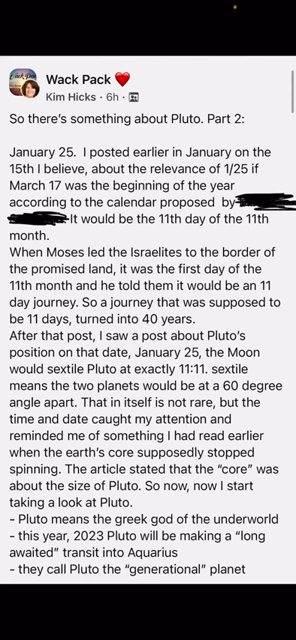 Wack Pack ❤️
Kim Hicks · 6h ·
So there's something about Pluto. Part 2:
January 25. I posted earlier in January on the
15th I believe, about the relevance of 1/25 if
March 17 was the beginning of the year
according to the calendar proposed by
It would be the 11th day of the 11th
month.
When Moses led the Israelites to the border of
the promised land, it was the first day of the
11th month and he told them it would be an 11
day journey. So a journey that was supposed to
be 11 days, turned into 40 years.
After that post, I saw a post about Pluto's
position on that date, January 25, the Moon
would sextile Pluto at exactly 11:11. sextile
means the two planets would be at a 60 degree
angle apart. That in itself is not rare, but the
time and date caught my attention and
reminded me of something I had read earlier
when the earth's core supposedly stopped
spinning. The article stated that the "core" was
about the size of Pluto. So now, now I start
taking a look at Pluto.
- Pluto means the greek god of the underworld
- this year, 2023 Pluto will be making a "long
awaited" transit into Aquarius
- they call Pluto the "generational" planet